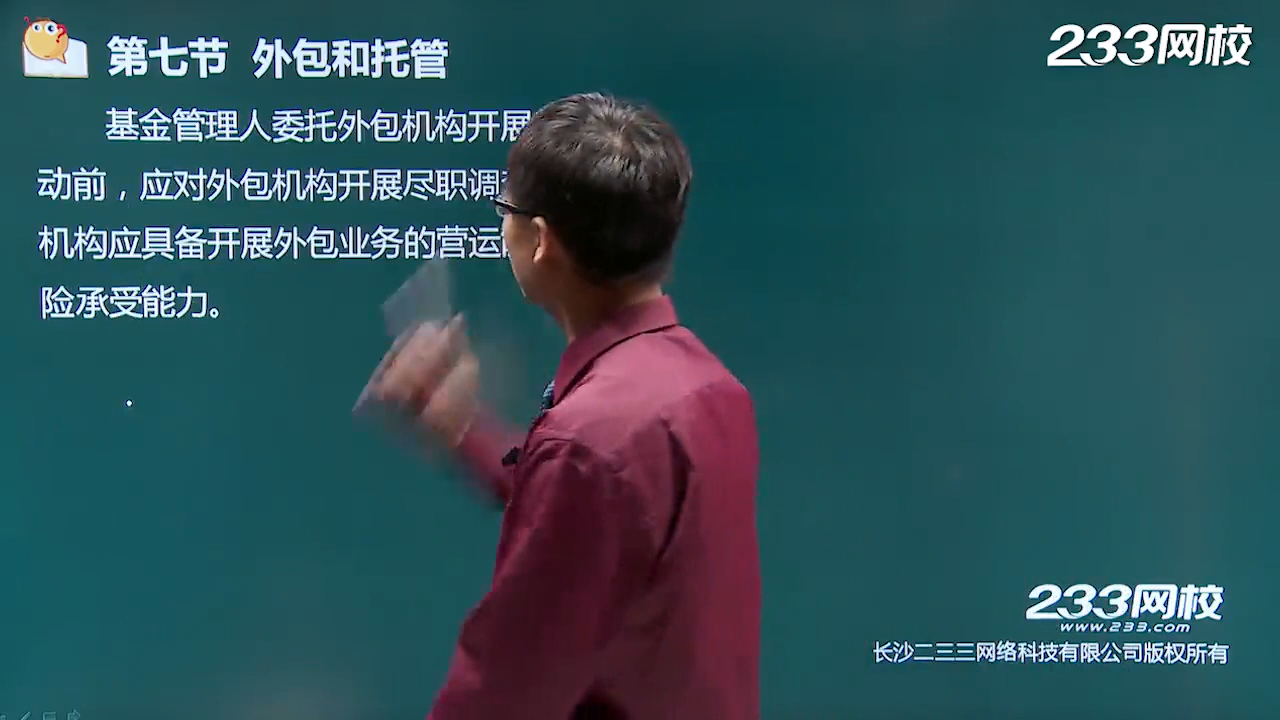 第七节 外包和托管
233网校
基金管理人委托外包机构开展
动前，应对外包机构开展尽职调
机构应具备开展外包业务的营运
险承受能力。
233网校
www.233.com
长沙二三三网络科技有限公司版权所有